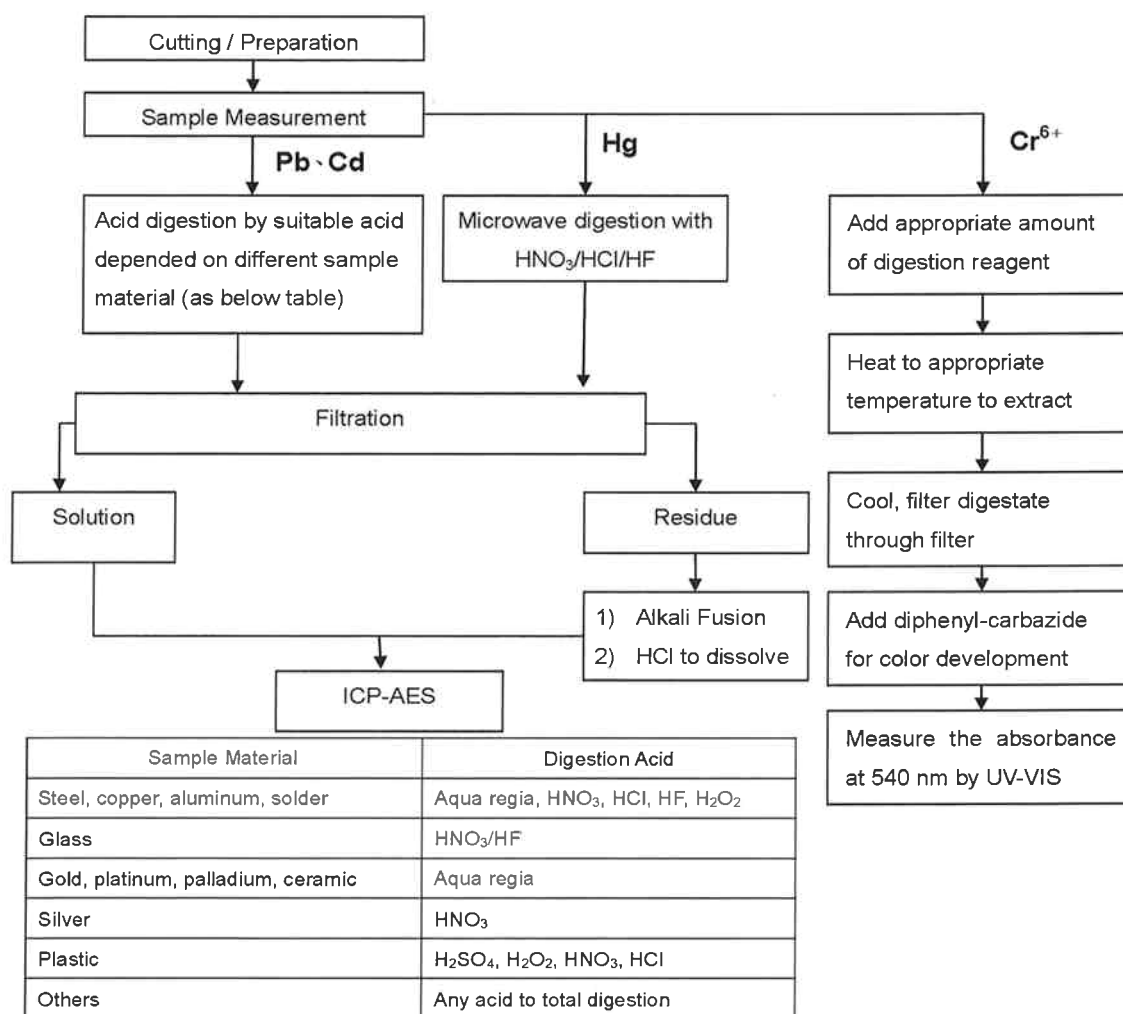 Cutting / Preparation
Sample Measurement
Pb、Cd
Hg
Cr⁶⁺
Acid digestion by suitable acid
depended on different sample
material (as below table)
Microwave digestion with
HNO₃/HCl/HF
Add appropriate amount
of digestion reagent
Heat to appropriate
temperature to extract
Filtration
Solution
Residue
Cool, filter digestate
through filter
1) Alkali Fusion
2) HCl to dissolve
Add diphenyl-carbazide
for color development
ICP-AES
Measure the absorbance
at 540 nm by UV-VIS
Sample Material Digestion Acid
Steel, copper, aluminum, solder Aqua regia, HNO₃, HCl, HF, H₂O₂
Glass HNO₃/HF
Gold, platinum, palladium, ceramic Aqua regia
Silver HNO₃
Plastic H₂SO₄, H₂O₂, HNO₃, HCl
Others Any acid to total digestion